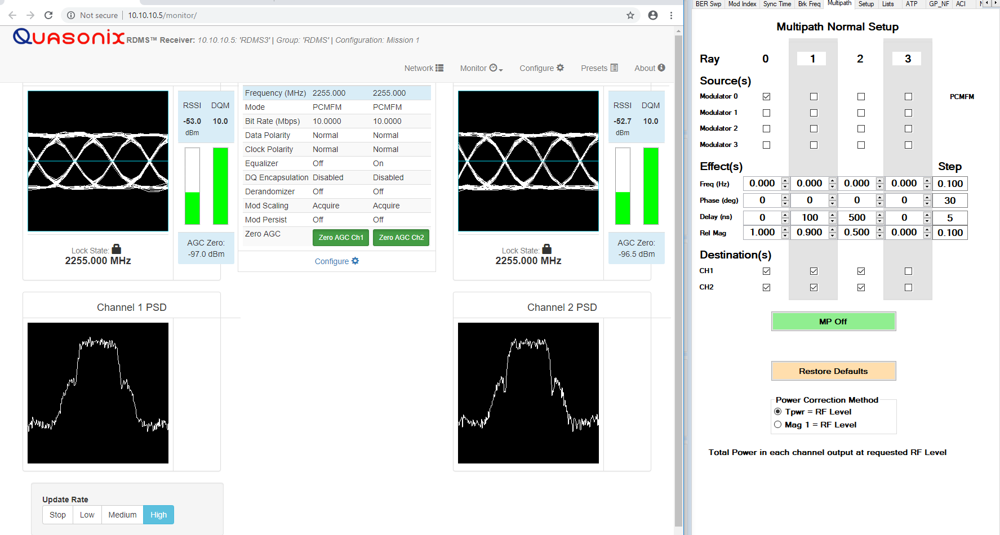 Not secure | 10.10.10.5/monitor/
QUASONIX RDMS™ Receiver: 10.10.10.5: 'RDMS3' | Group: 'RDMS' | Configuration: Mission 1
Network Monitor Configure Presets About
RSSI DQM
-53.0 10.0
dBm
AGC Zero:
-97.0 dBm
Lock State:
2255.000 MHz
Frequency (MHz) 2255.000 2255.000
Mode PCMFM PCMFM
Bit Rate (Mbps) 10.0000 10.0000
Data Polarity Normal Normal
Clock Polarity Normal Normal
Equalizer Off On
DQ Encapsulation Disabled Disabled
Derandomizer Off Off
Mod Scaling Acquire Acquire
Mod Persist Off Off
Zero AGC Zero AGC Ch1 Zero AGC Ch2
Configure
RSSI DQM
-52.7 10.0
dBm
AGC Zero:
-96.5 dBm
Lock State:
2255.000 MHz
Channel 1 PSD
Channel 2 PSD
Update Rate
Stop Low Medium High
BER Swp Mod Index Sync Time Brk Freq Multipath Setup Lists ATP GP_NF ACI
Multipath Normal Setup
Ray 0 1 2 3
Source(s)
Modulator 0 PCMFM
Modulator 1
Modulator 2
Modulator 3
Effect(s) Step
Freq (Hz) 0.000 0.000 0.000 0.000 0.100
Phase (deg) 0 0 0 0 30
Delay (ns) 0 100 500 0 5
Rel Mag 1.000 0.900 0.500 0.000 0.100
Destination(s)
CH1
CH2
MP Off
Restore Defaults
Power Correction Method
Tpwr = RF Level
Mag 1 = RF Level
Total Power in each channel output at requested RF Level